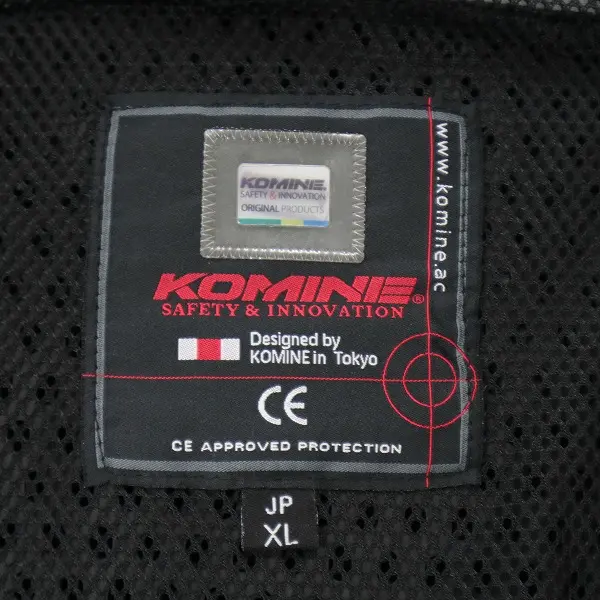 KOMINE
SAFETY & INNOVATION
ORIGINAL PRODUCTS
www.komine.ac
KOMINE®
SAFETY & INNOVATION
Designed by
KOMINE in Tokyo
CE
CE APPROVED PROTECTION
JP
XL